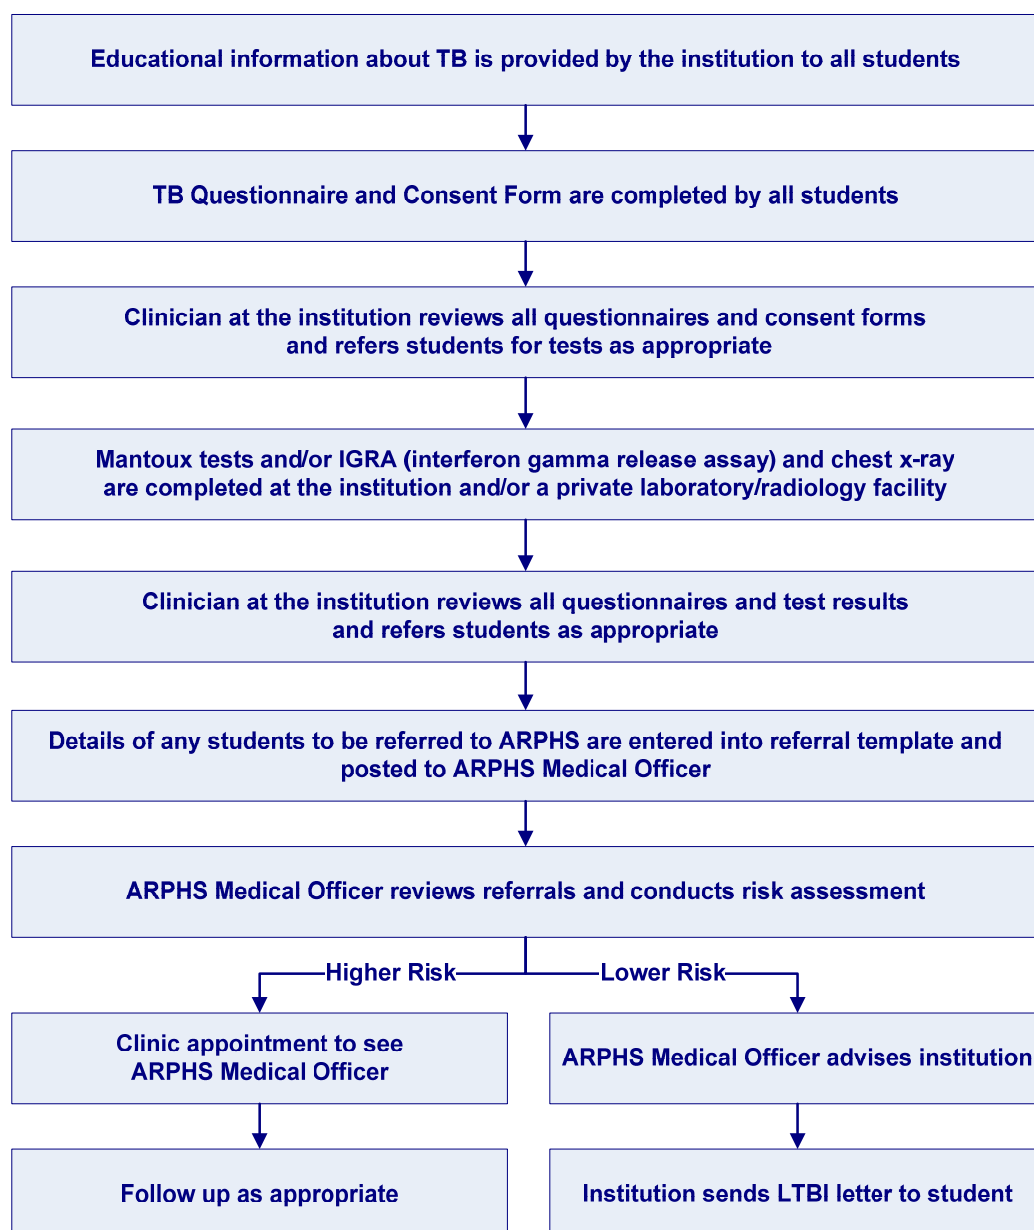 Educational information about TB is provided by the institution to all students
TB Questionnaire and Consent Form are completed by all students
Clinician at the institution reviews all questionnaires and consent forms
and refers students for tests as appropriate
Mantoux tests and/or IGRA (interferon gamma release assay) and chest x-ray
are completed at the institution and/or a private laboratory/radiology facility
Clinician at the institution reviews all questionnaires and test results
and refers students as appropriate
Details of any students to be referred to ARPHS are entered into referral template and
posted to ARPHS Medical Officer
ARPHS Medical Officer reviews referrals and conducts risk assessment
Higher Risk
Lower Risk
Clinic appointment to see
ARPHS Medical Officer
ARPHS Medical Officer advises institution
Follow up as appropriate
Institution sends LTBI letter to student